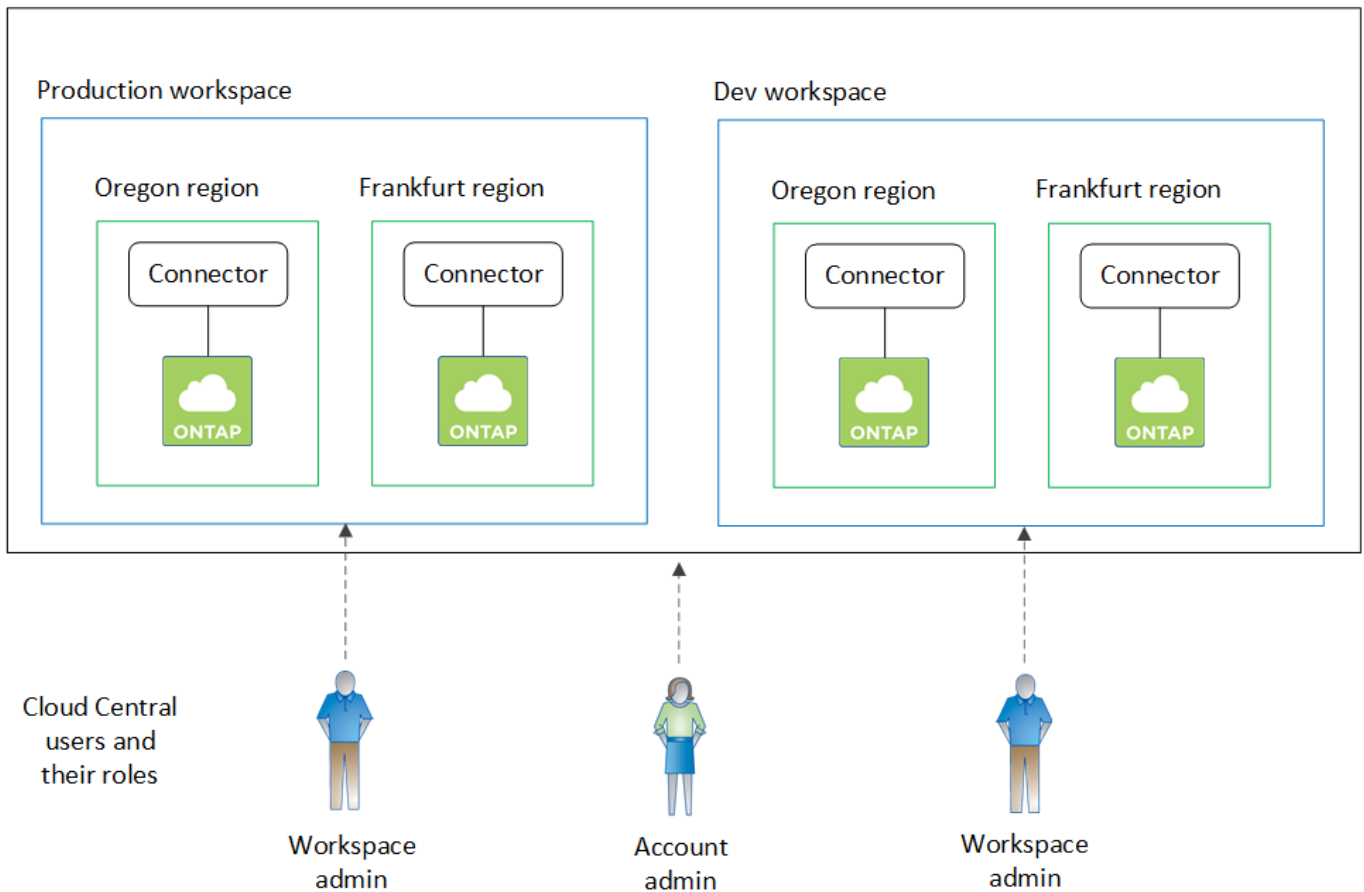 Production workspace
Dev workspace
Oregon region
Frankfurt region
Oregon region
Frankfurt region
Connector
Connector
Connector
Connector
ONTAP
ONTAP
ONTAP
ONTAP
Cloud Central
users and
their roles
Workspace
admin
Account
admin
Workspace
admin